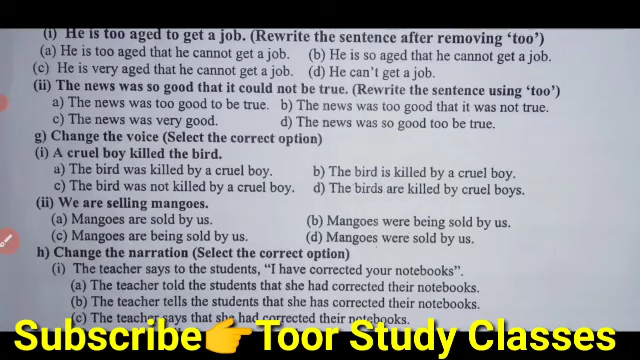 (i) He is too aged to get a job. (Rewrite the sentence after removing ‘too’)
(a) He is too aged that he cannot get a job. (b) He is so aged that he cannot get a job.
(c) He is very aged that he cannot get a job. (d) He can’t get a job.
(ii) The news was so good that it could not be true. (Rewrite the sentence using ‘too’)
a) The news was too good to be true. b) The news was too good that it was not true.
c) The news was very good. d) The news was so good too be true.
g) Change the voice (Select the correct option)
(i) A cruel boy killed the bird.
a) The bird was killed by a cruel boy. b) The bird is killed by a cruel boy.
c) The bird was not killed by a cruel boy. d) The birds are killed by cruel boys.
(ii) We are selling mangoes.
(a) Mangoes are sold by us. (b) Mangoes were being sold by us.
(c) Mangoes are being sold by us. (d) Mangoes were sold by us.
h) Change the narration (Select the correct option)
(i) The teacher says to the students, “I have corrected your notebooks”.
(a) The teacher told the students that she had corrected their notebooks.
(b) The teacher tells the students that she has corrected their notebooks.
(c) The teacher says that she had corrected their notebooks.
Subscribe👉Toor Study Classes